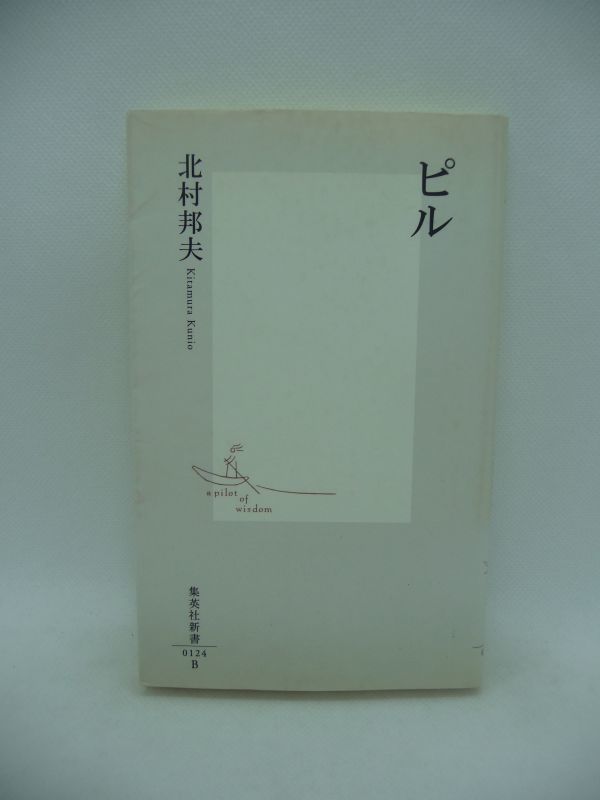 ピル
北村邦夫
Kitamura Kunio
a pilot
of
wisdom
集英社新書
0124
B